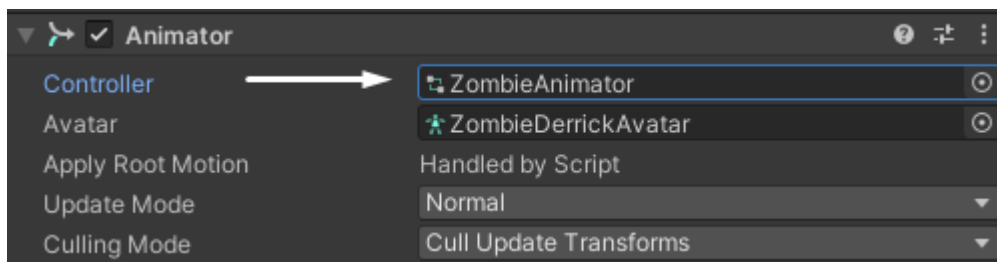 Animator
Controller ZombieAnimator
Avatar ZombieDerrickAvatar
Apply Root Motion Handled by Script
Update Mode Normal
Culling Mode Cull Update Transforms